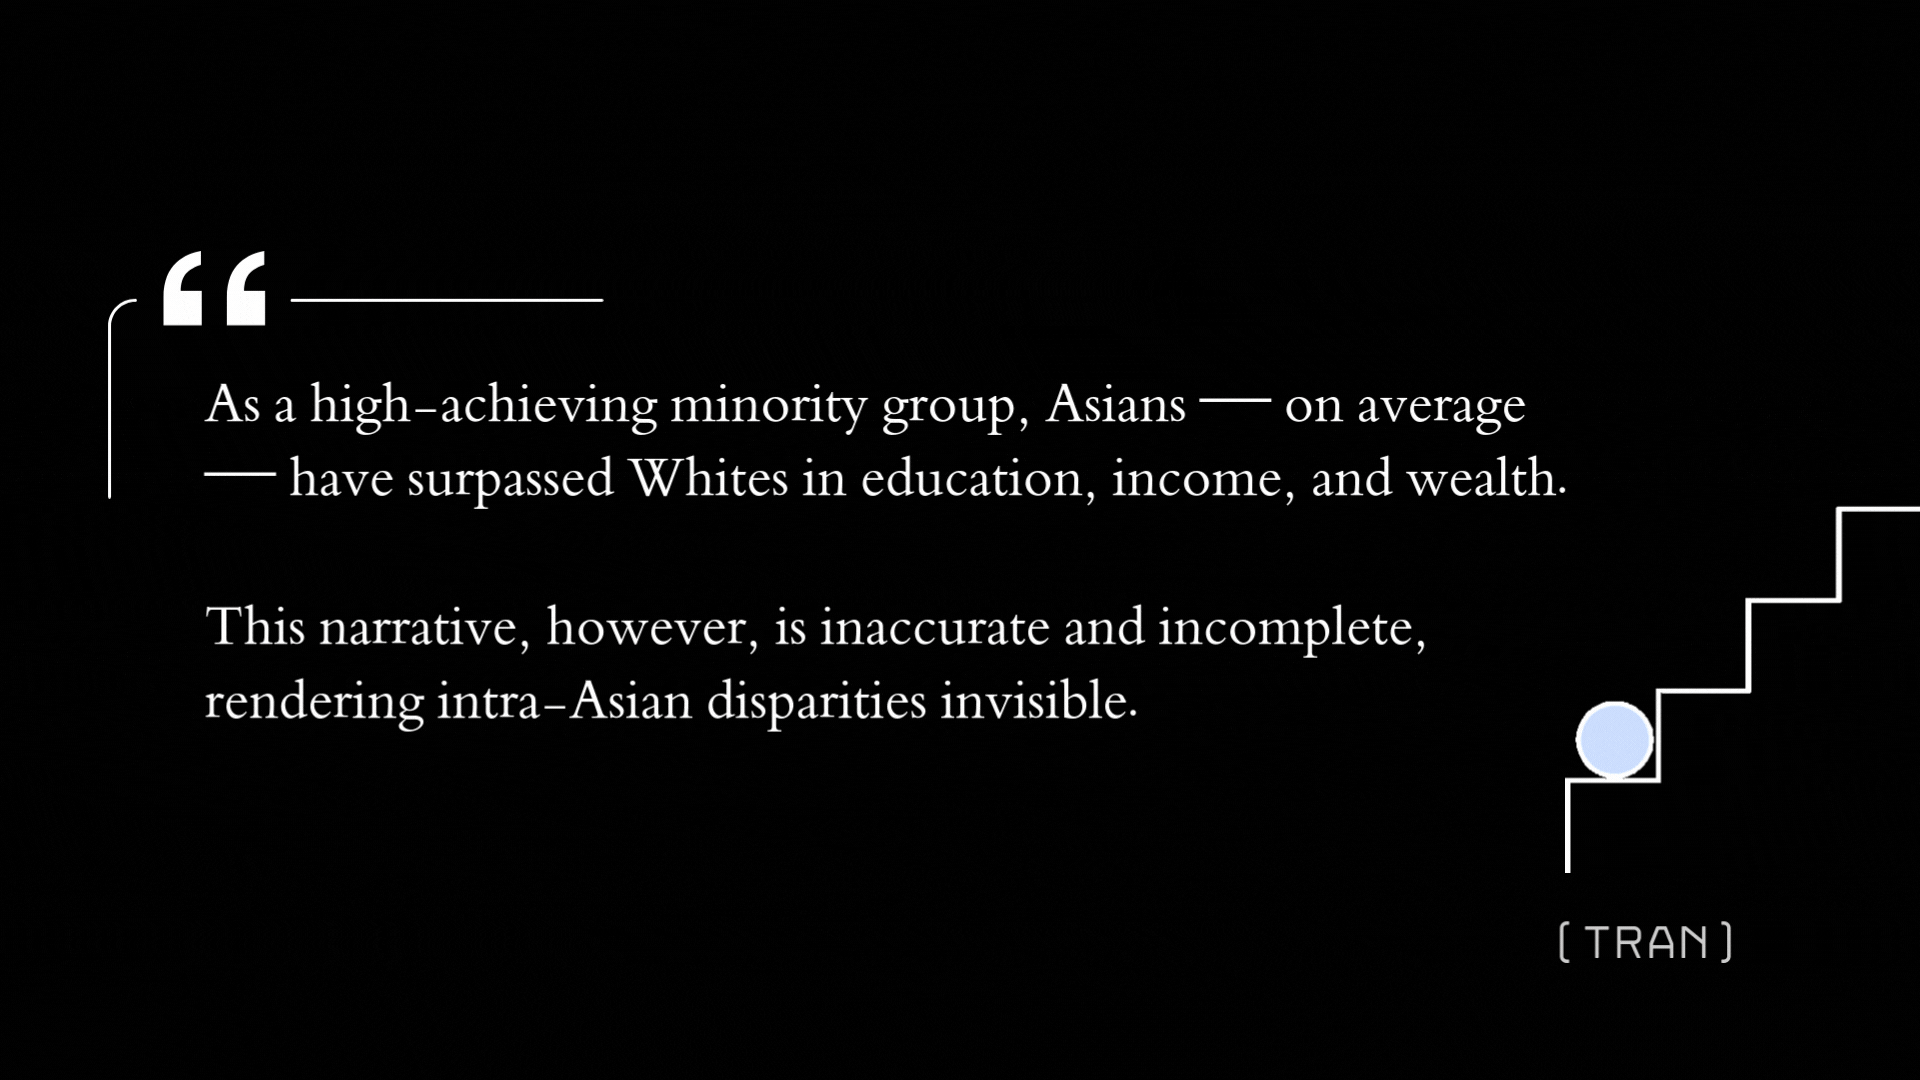 “
As a high-achieving minority group, Asians — on average
— have surpassed Whites in education, income, and wealth.
This narrative, however, is inaccurate and incomplete,
rendering intra-Asian disparities invisible.
[ TRAN ]